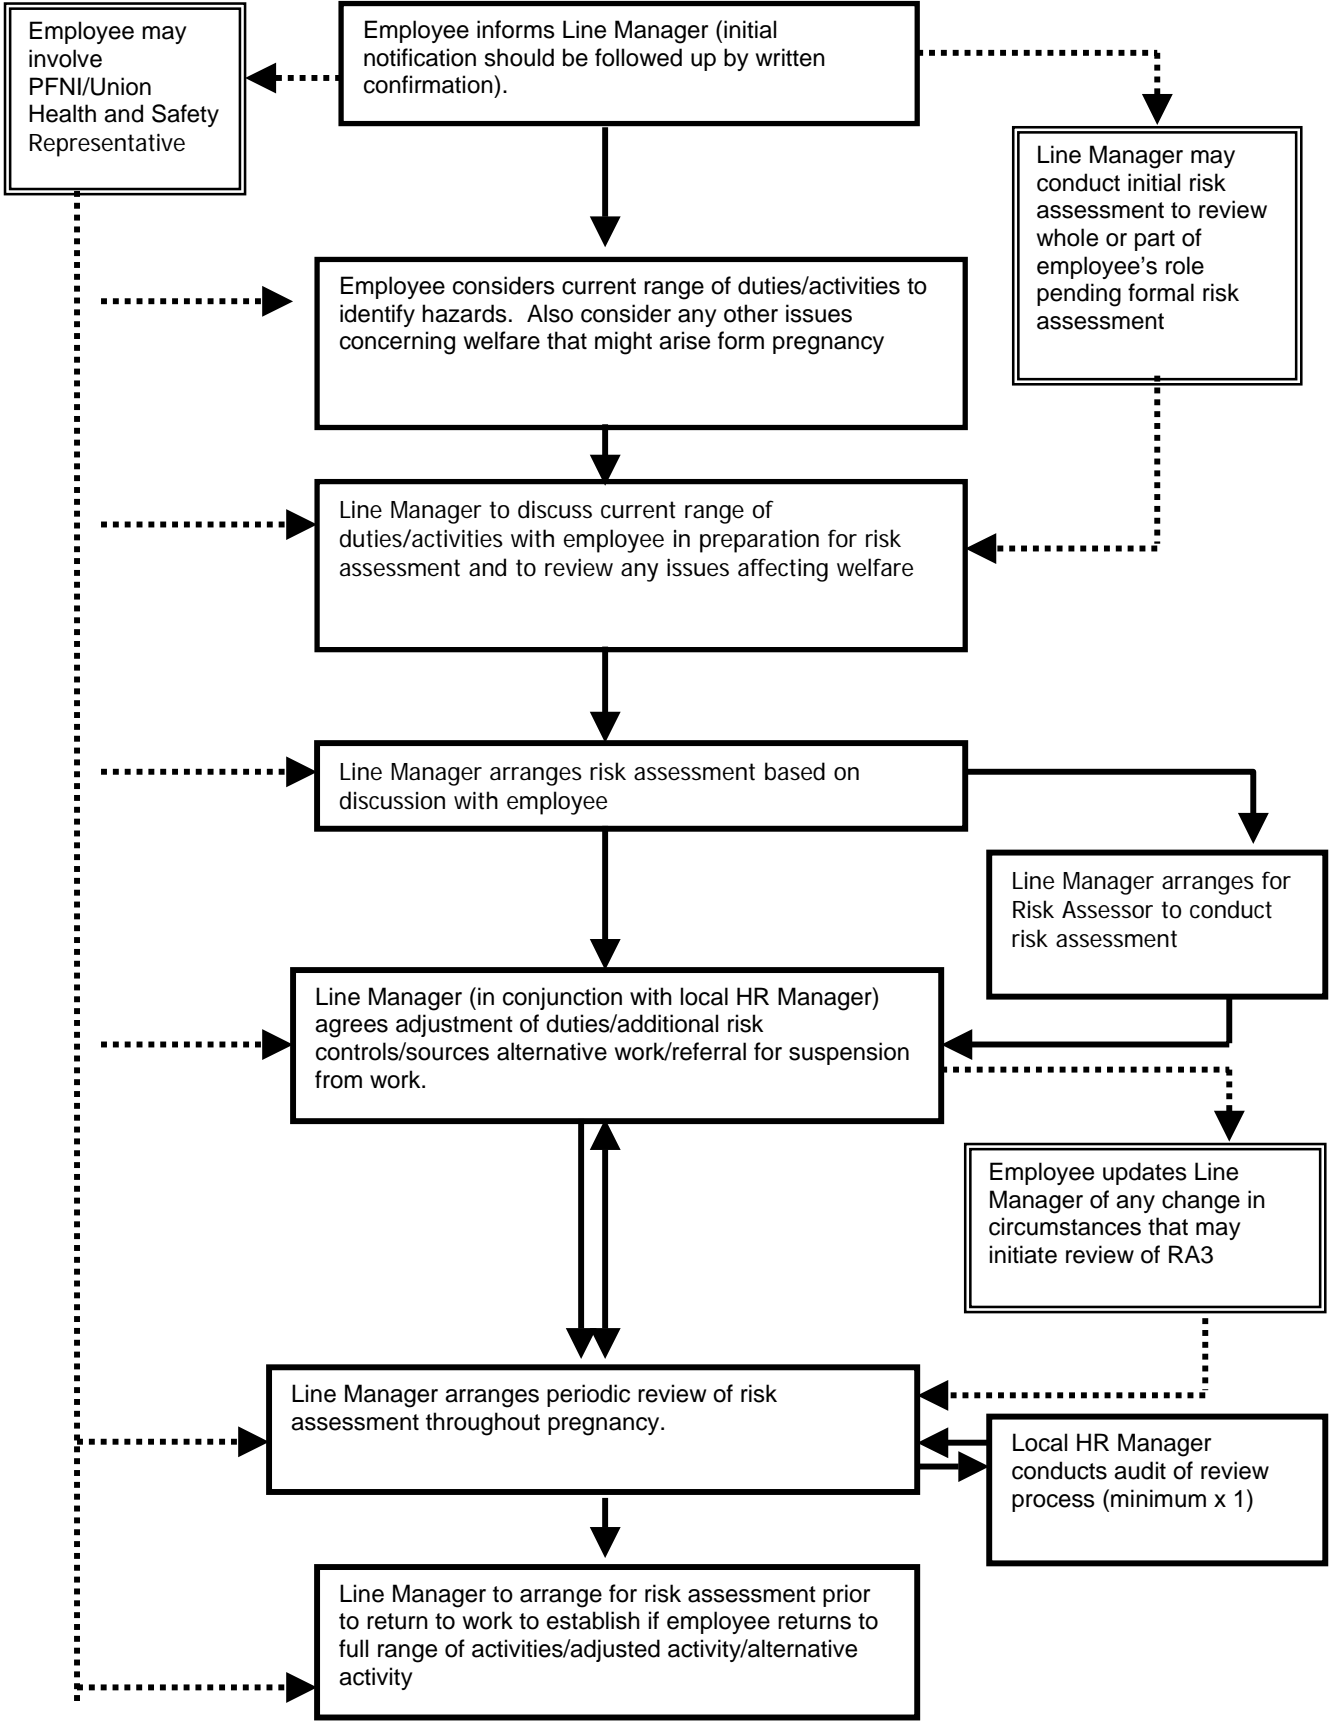 Employee may
involve
PFNI/Union
Health and Safety
Representative
Employee informs Line Manager (initial
notification should be followed up by written
confirmation).
Line Manager may
conduct initial risk
assessment to review
whole or part of
employee’s role
pending formal risk
assessment
Employee considers current range of duties/activities to
identify hazards.  Also consider any other issues
concerning welfare that might arise form pregnancy
Line Manager to discuss current range of
duties/activities with employee in preparation for risk
assessment and to review any issues affecting welfare
Line Manager arranges risk assessment based on
discussion with employee
Line Manager arranges for
Risk Assessor to conduct
risk assessment
Line Manager (in conjunction with local HR Manager)
agrees adjustment of duties/additional risk
controls/sources alternative work/referral for suspension
from work.
Employee updates Line
Manager of any change in
circumstances that may
initiate review of RA3
Line Manager arranges periodic review of risk
assessment throughout pregnancy.
Local HR Manager
conducts audit of review
process (minimum x 1)
Line Manager to arrange for risk assessment prior
to return to work to establish if employee returns to
full range of activities/adjusted activity/alternative
activity